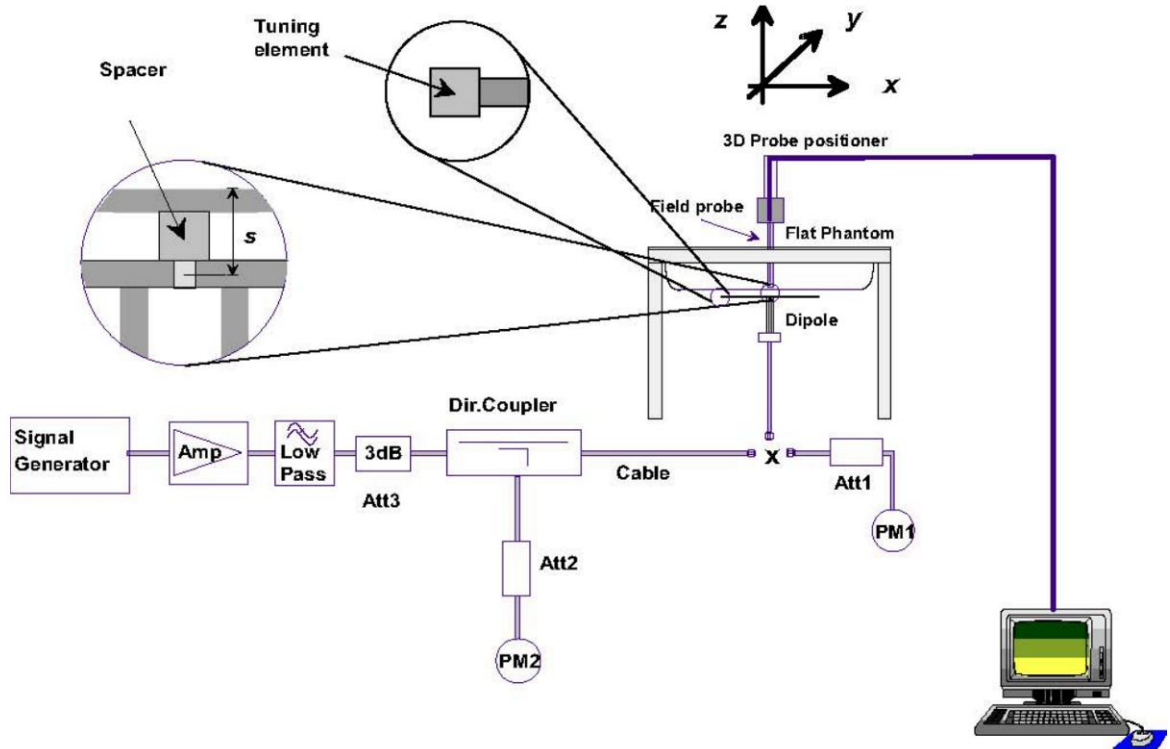 Tuning
element
z
y
x
Spacer
3D Probe positioner
Field probe
Flat Phantom
s
Dipole
Dir.Coupler
Signal
Generator
Amp
Low
Pass
3dB
Att3
Cable
x
Att1
PM1
Att2
PM2